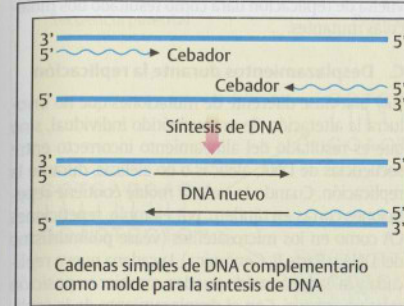 3' 5'
5' Cebador
Cebador 5'
5' 3'
Síntesis de DNA
3' 5'
5'
DNA nuevo
5'
5' 3'
Cadenas simples de DNA complementario
como molde para la síntesis de DNA